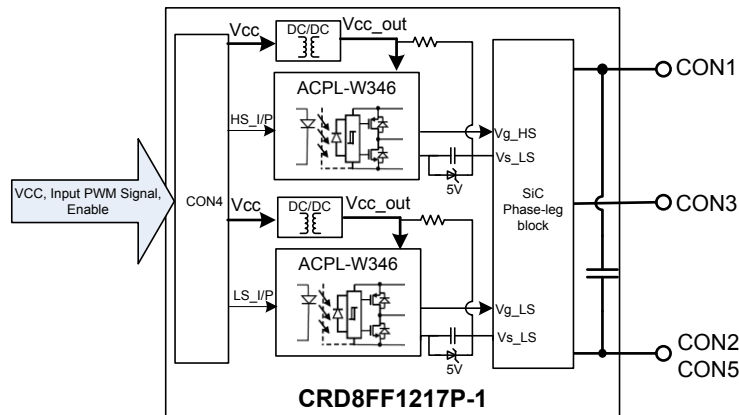 Vcc
DC/DC
Vcc_out
ACPL-W346
HS_I/P
Vg_HS
Vs_LS
5V
CON1
VCC, Input PWM Signal,
Enable
CON4
SiC
Phase-leg
block
CON3
Vcc
DC/DC
Vcc_out
ACPL-W346
LS_I/P
Vg_LS
Vs_LS
5V
CON2
CON5
CRD8FF1217P-1